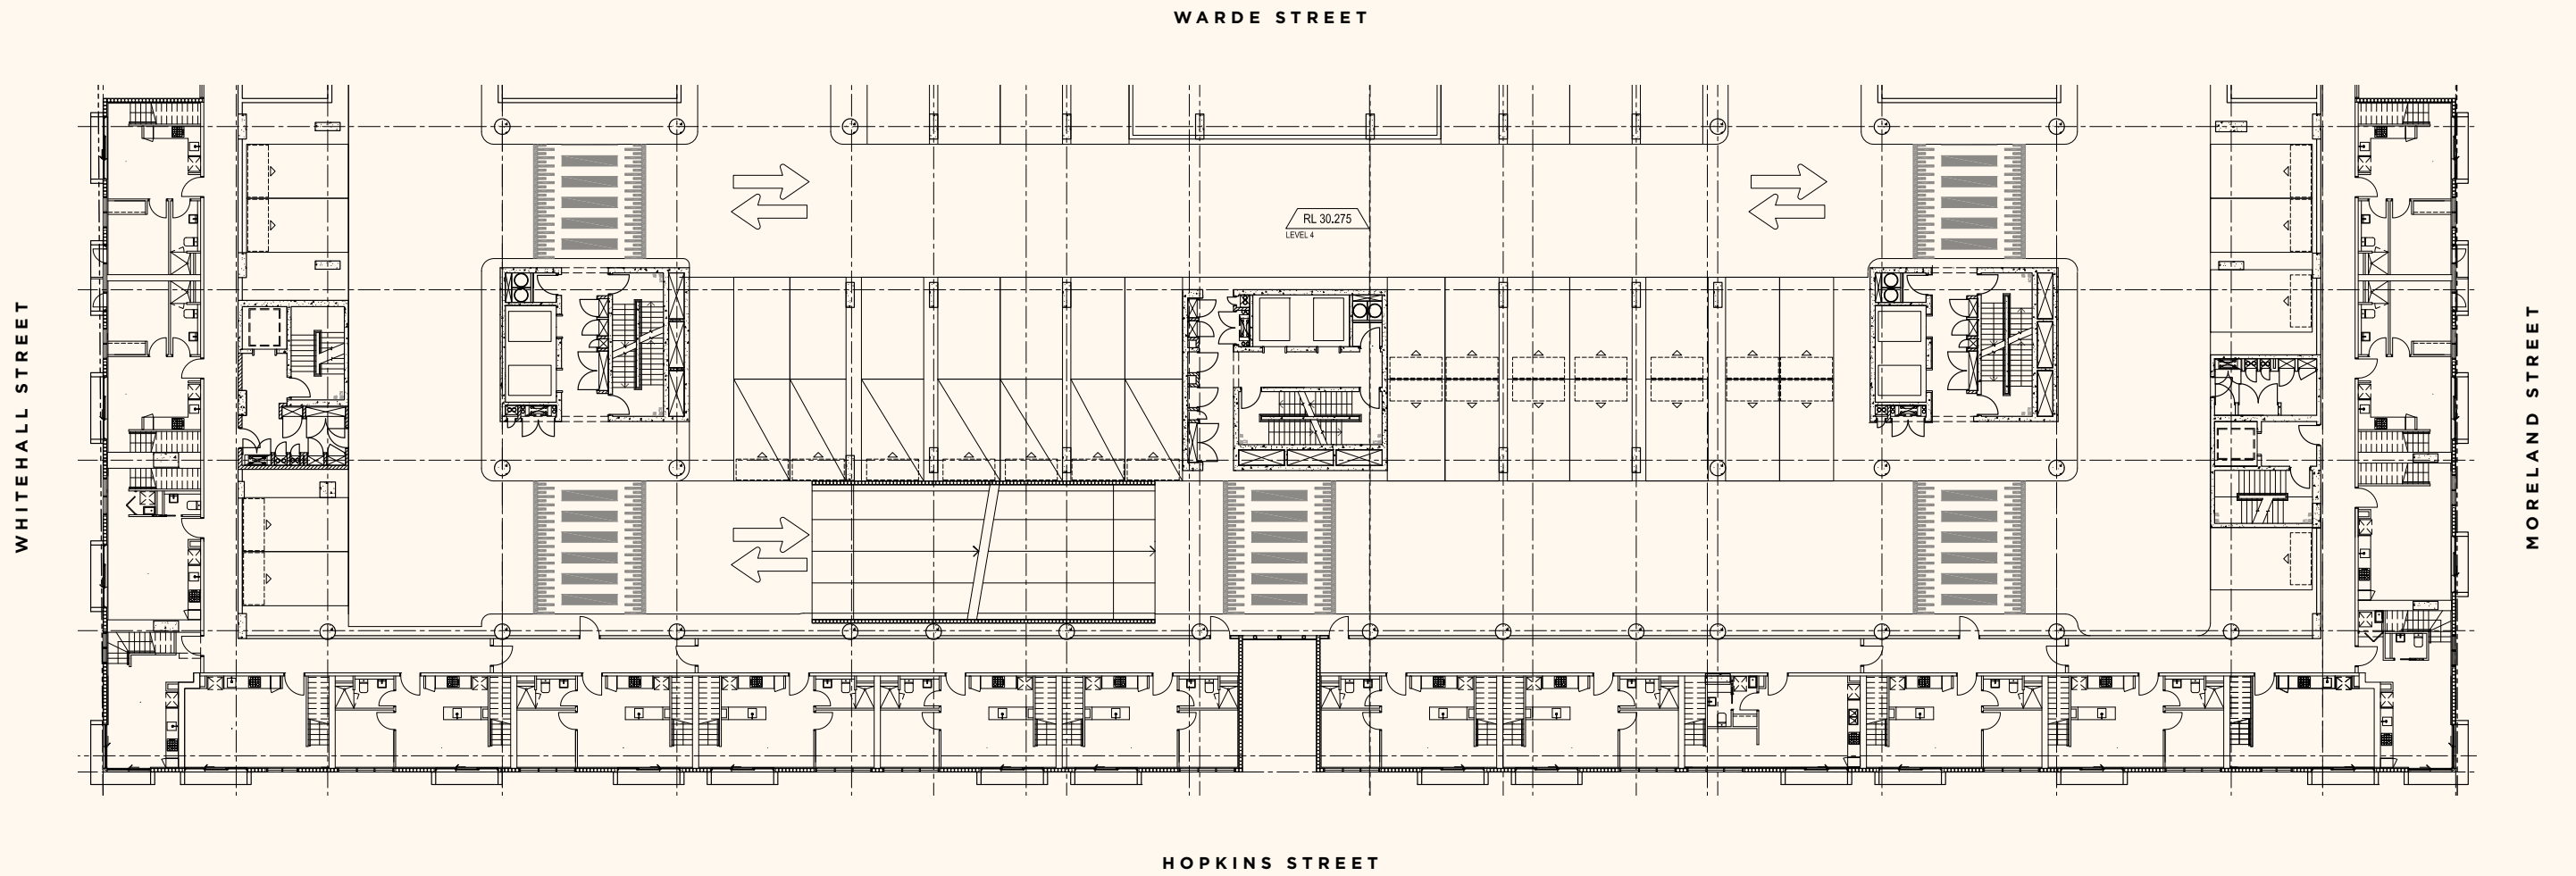 WARDE STREET
RL 30.275
LEVEL 4
WHITEHALL STREET
MORELAND STREET
HOPKINS STREET